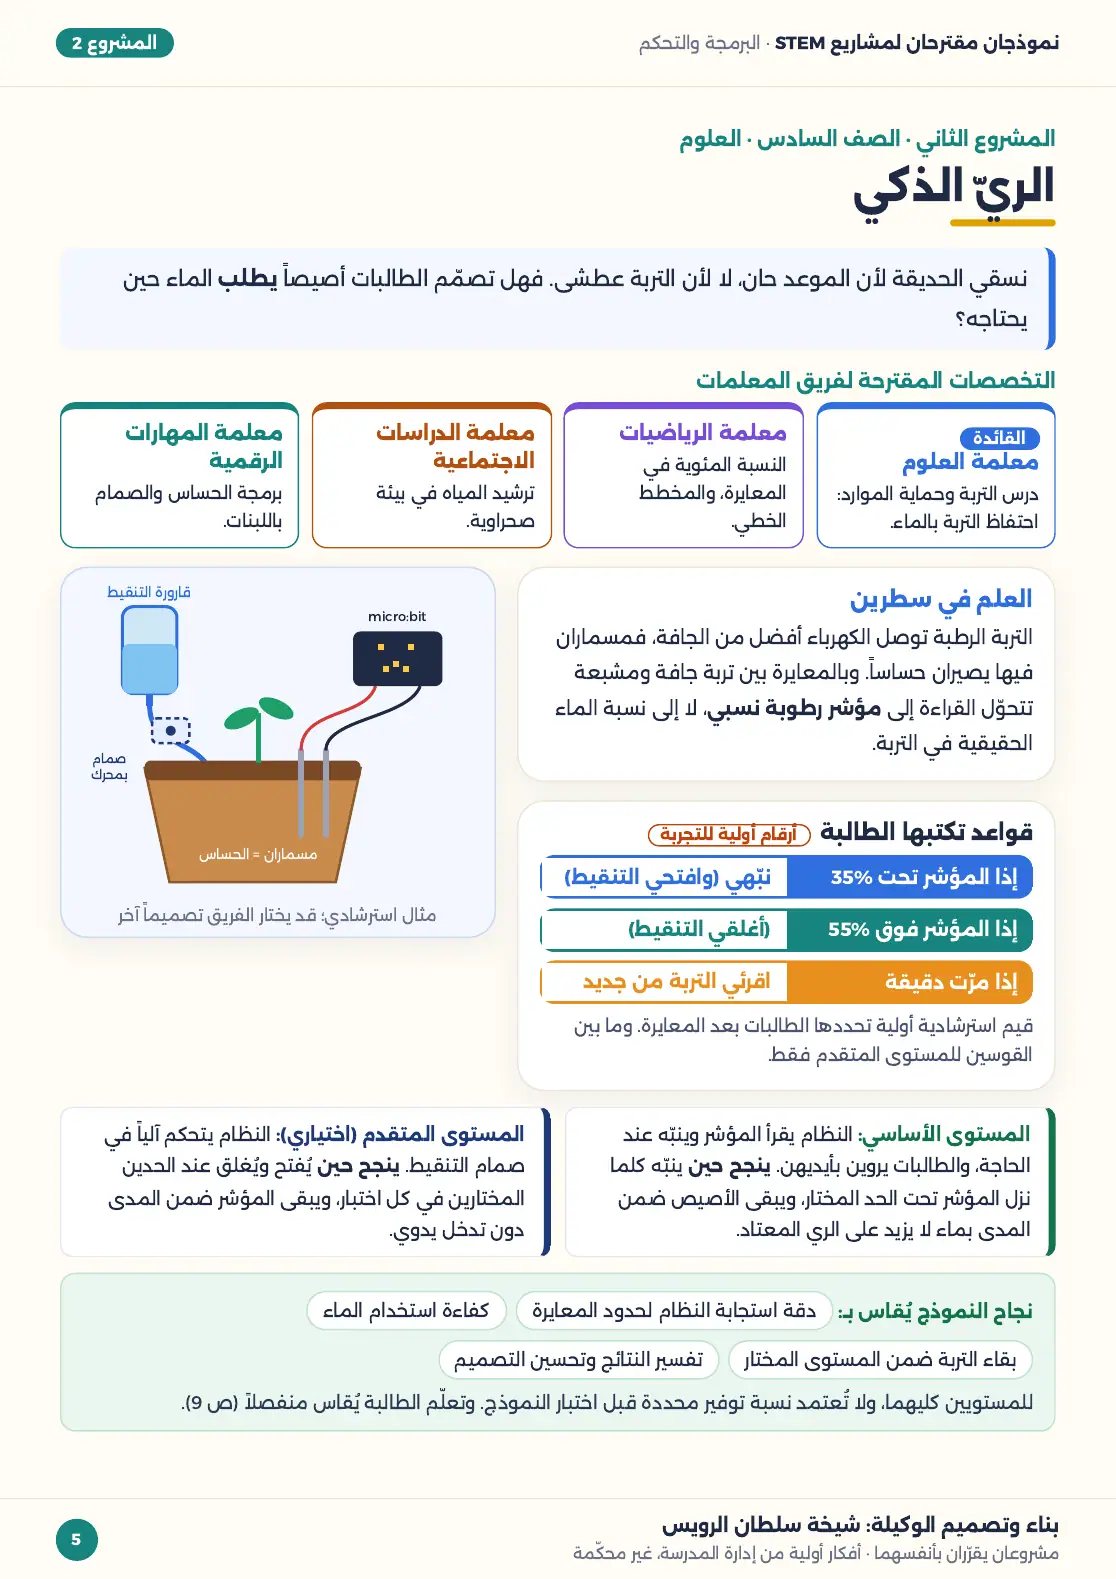 نموذجان مقترحان لمشاريع STEM · البرمجة والتحكم
المشروع 2
المشروع الثاني · الصف السادس · العلوم
الريّ الذكي
نسقي الحديقة لأن الموعد حان، لا لأن التربة عطشى. فهل تصمّم الطالبات أصيصاً يطلب الماء حين
يحتاجه؟
التخصصات المقترحة لفريق المعلمات
القائدة
معلمة العلوم
درس التربة وحماية الموارد:
احتفاظ التربة بالماء.
معلمة الرياضيات
النسبة المئوية في
المعايرة، والمخطط
الخطي.
معلمة الدراسات
الاجتماعية
ترشيد المياه في بيئة
صحراوية.
معلمة المهارات
الرقمية
برمجة الحساس والصمام
باللبنات.
العلم في سطرين
التربة الرطبة توصل الكهرباء أفضل من الجافة، فمسماران
فيها يصيران حساساً. وبالمعايرة بين تربة جافة ومشبعة
تتحوّل القراءة إلى مؤشر رطوبة نسبي، لا إلى نسبة الماء
الحقيقية في التربة.
قارورة التنقيط
micro:bit
صمام
بمحرك
مسماران = الحساس
مثال استرشادي؛ قد يختار الفريق تصميماً آخر
قواعد تكتبها الطالبة أرقام أولية للتجربة
إذا المؤشر تحت 35% نبّهي (وافتحي التنقيط)
إذا المؤشر فوق 55% (أغلقي التنقيط)
إذا مرّت دقيقة اقرئي التربة من جديد
قيم استرشادية أولية تحددها الطالبات بعد المعايرة. وما بين
القوسين للمستوى المتقدم فقط.
المستوى الأساسي: النظام يقرأ المؤشر وينبّه عند
الحاجة، والطالبات يروين بأيديهن. ينجح حين ينبّه كلما
نزل المؤشر تحت الحد المختار، ويبقى الأصيص ضمن
المدى بماء لا يزيد على الري المعتاد.
المستوى المتقدم (اختياري): النظام يتحكم آلياً في
صمام التنقيط. ينجح حين يُفتح ويُغلق عند الحدين
المختارين في كل اختبار، ويبقى المؤشر ضمن المدى
دون تدخل يدوي.
نجاح النموذج يُقاس بـ: دقة استجابة النظام لحدود المعايرة كفاءة استخدام الماء
بقاء التربة ضمن المستوى المختار تفسير النتائج وتحسين التصميم
للمستويين كليهما، ولا تُعتمد نسبة توفير محددة قبل اختبار النموذج. وتعلّم الطالبة يُقاس منفصلاً (ص 9).
بناء وتصميم الوكيلة: شيخة سلطان الرويس
مشروعان يقرّران بأنفسهما · أفكار أولية من إدارة المدرسة، غير محكّمة
5